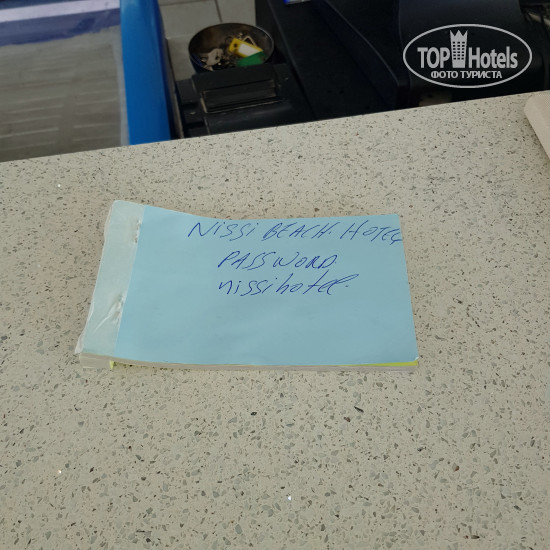 TOP Hotels
ФОТО ТУРИСТА
NISSI BEACH. HOTEL
PASSWORD,
nissihotel.